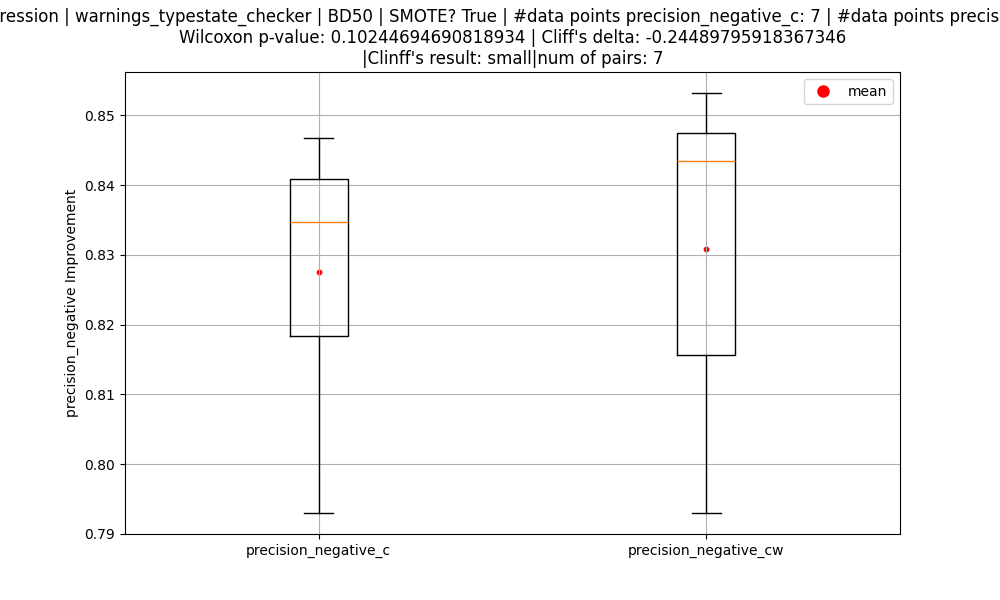 ression | warnings_typestate_checker | BD50 | SMOTE? True | #data points precision_negative_c: 7 | #data points precis
Wilcoxon p-value: 0.10244694690818934 | Cliff's delta: -0.24489795918367346
|Clinff's result: small|num of pairs: 7
mean
0.85
0.84
0.83
0.82
0.81
0.80
0.79
precision_negative Improvement
precision_negative_c
precision_negative_cw